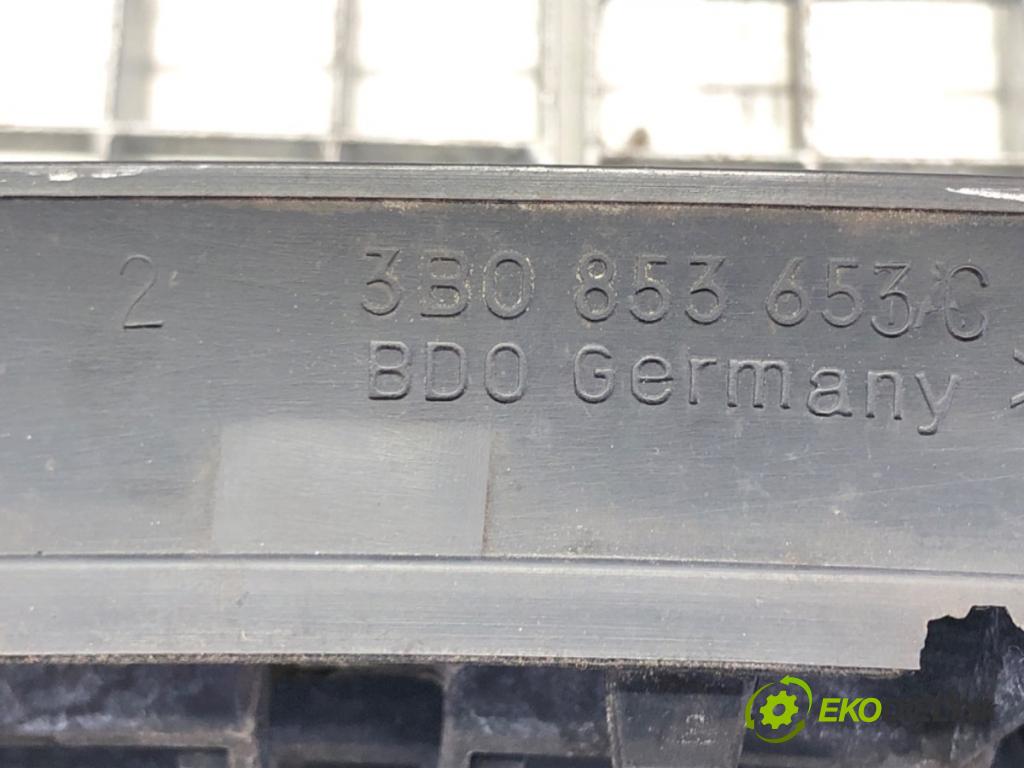 2 3B0 853 653/C
BDO Germany >
EKO